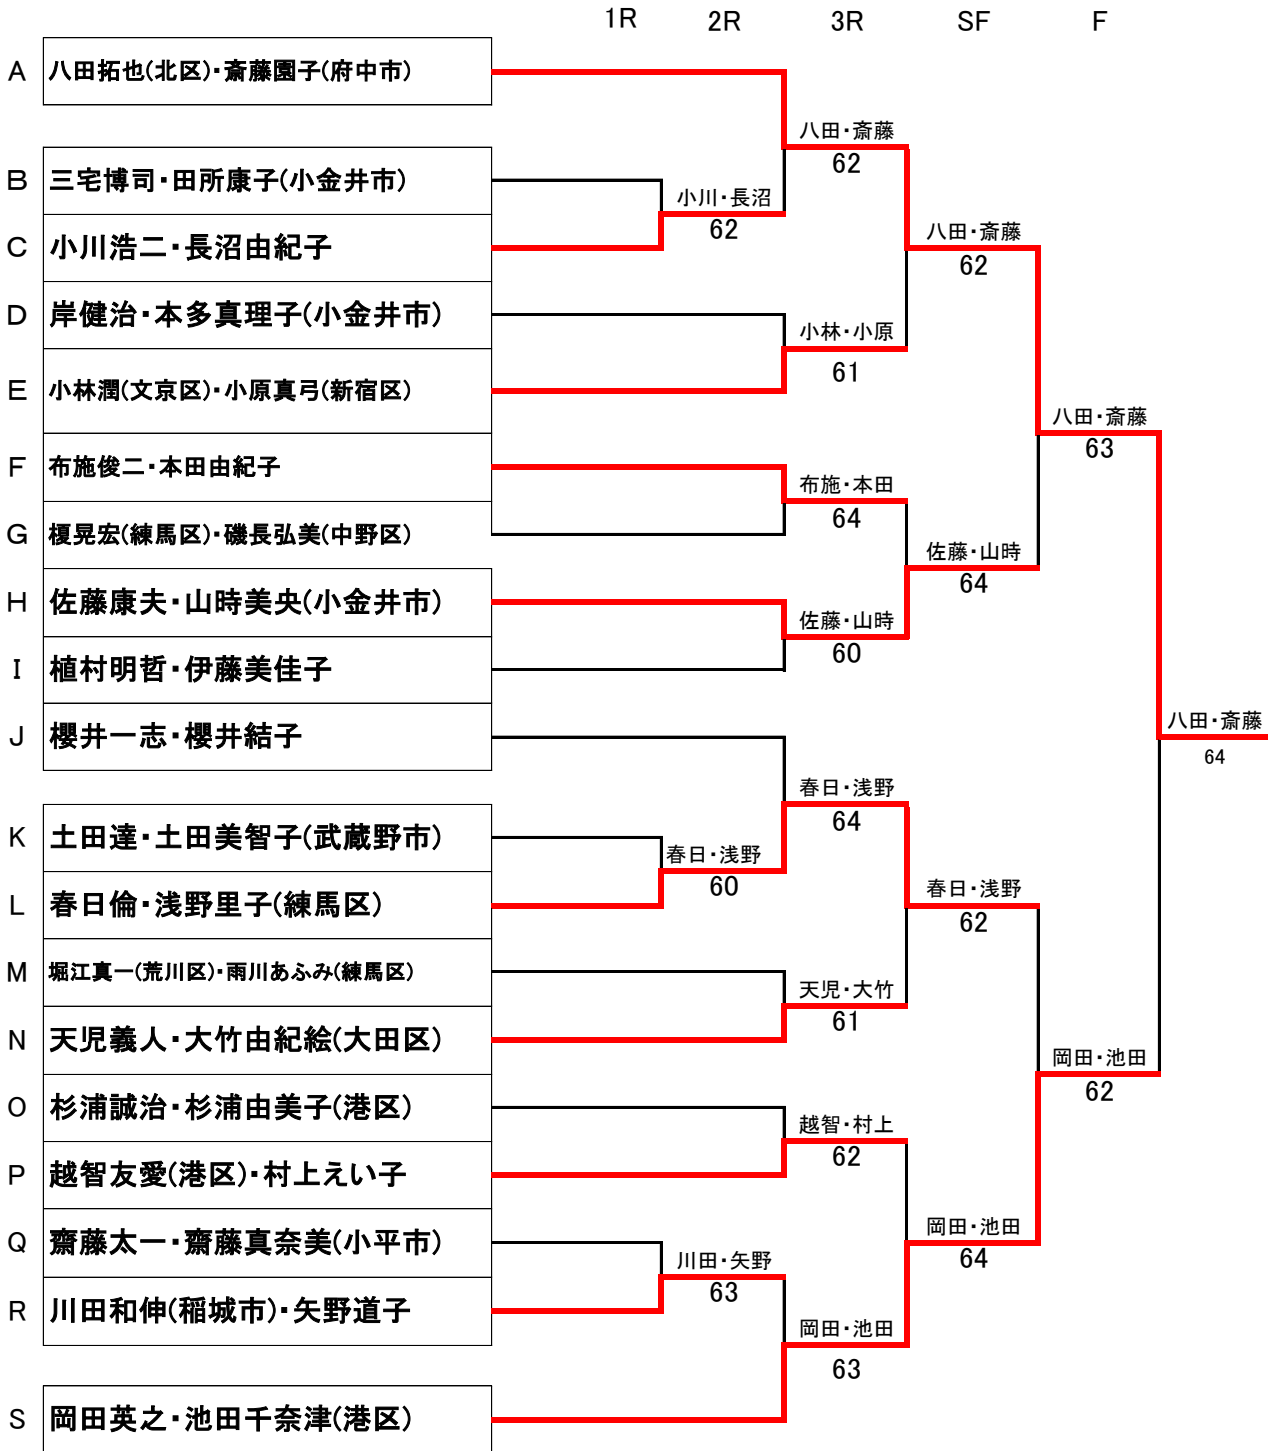 1R 2R 3R SF F
A 八田拓也(北区)・斎藤園子(府中市)
八田・斎藤
62
B 三宅博司・田所康子(小金井市)
小川・長沼
62
C 小川浩二・長沼由紀子
八田・斎藤
62
D 岸健治・本多真理子(小金井市)
小林・小原
61
E 小林潤(文京区)・小原真弓(新宿区)
八田・斎藤
63
F 布施俊二・本田由紀子
布施・本田
64
G 榎晃宏(練馬区)・磯長弘美(中野区)
佐藤・山時
64
H 佐藤康夫・山時美央(小金井市)
佐藤・山時
60
I 植村明哲・伊藤美佳子
八田・斎藤
64
J 櫻井一志・櫻井結子
春日・浅野
64
K 土田達・土田美智子(武蔵野市)
春日・浅野
60
L 春日倫・浅野里子(練馬区)
春日・浅野
62
M 堀江真一(荒川区)・雨川あふみ(練馬区)
天児・大竹
61
N 天児義人・大竹由紀絵(大田区)
岡田・池田
62
O 杉浦誠治・杉浦由美子(港区)
越智・村上
62
P 越智友愛(港区)・村上えい子
岡田・池田
64
Q 齋藤太一・齋藤真奈美(小平市)
川田・矢野
63
R 川田和伸(稲城市)・矢野道子
岡田・池田
63
S 岡田英之・池田千奈津(港区)